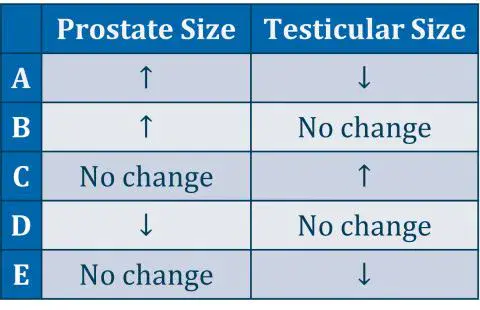 Prostate Size Testicular Size
A ↑ ↓
B ↑ No change
C No change ↑
D ↓ No change
E No change ↓